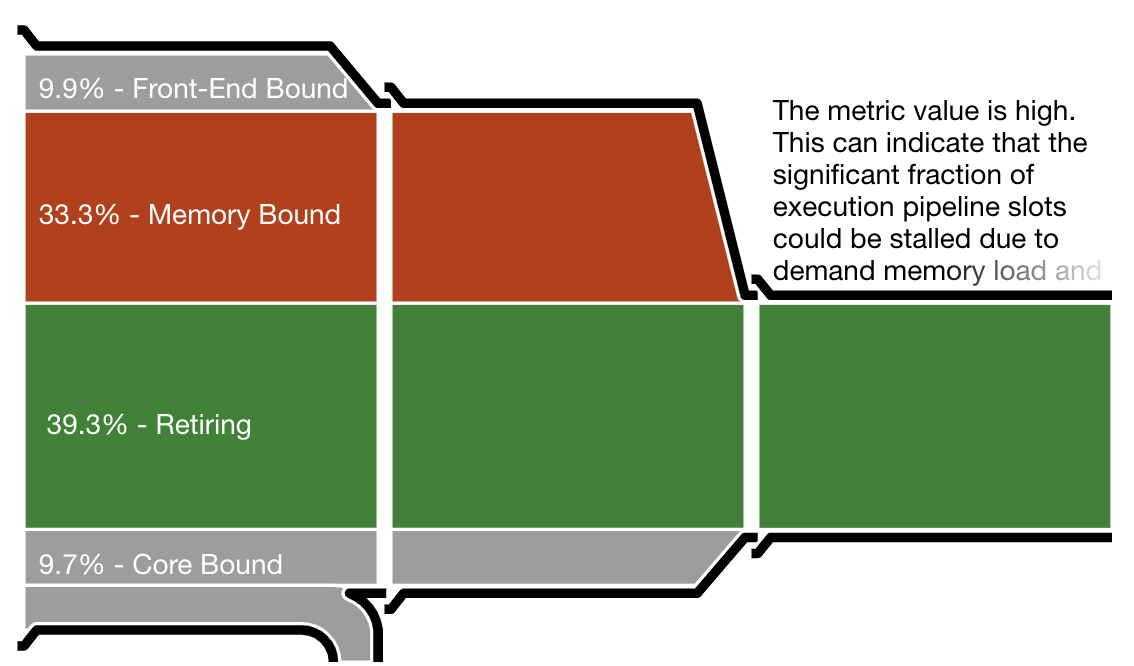 9.9% - Front-End Bound
33.3% - Memory Bound
39.3% - Retiring
9.7% - Core Bound
The metric value is high.
This can indicate that the
significant fraction of
execution pipeline slots
could be stalled due to
demand memory load and